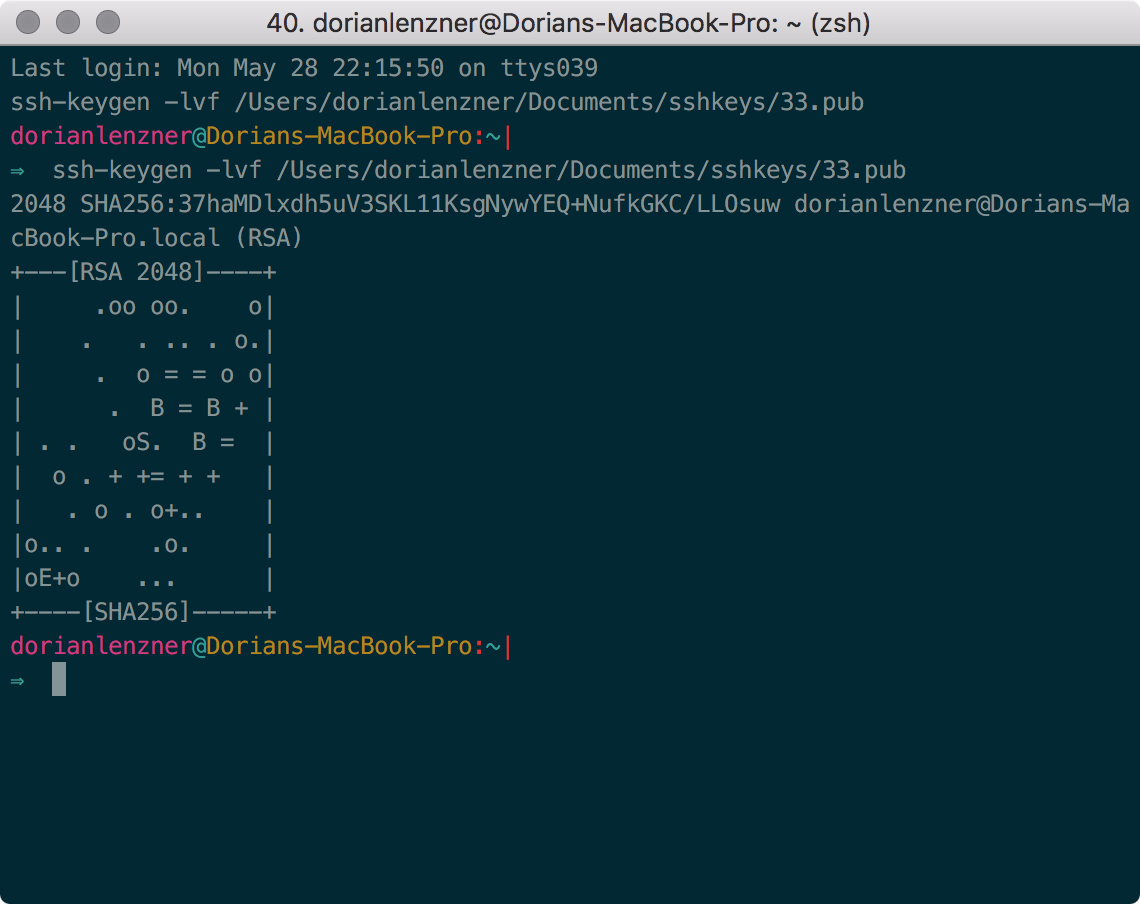 40. dorianlenzner@Dorians-MacBook-Pro: ~ (zsh)
Last login: Mon May 28 22:15:50 on ttys039
ssh-keygen -lvf /Users/dorianlenzner/Documents/sshkeys/33.pub
dorianlenzner@Dorians-MacBook-Pro:~|
⇒  ssh-keygen -lvf /Users/dorianlenzner/Documents/sshkeys/33.pub
2048 SHA256:37haMDlxdh5uV3SKL11KsgNywYEQ+NufkGKC/LLOsuw dorianlenzner@Dorians-Ma
cBook-Pro.local (RSA)
+---[RSA 2048]----+
|     .oo oo.    o|
|    .   . .. . o.|
|     .  o = = o o|
|      .  B = B + |
| . .   oS.  B =  |
|  o . + += + +   |
|   . o . o+..    |
|o.. .    .o.     |
|oE+o    ...      |
+----[SHA256]-----+
dorianlenzner@Dorians-MacBook-Pro:~|
⇒